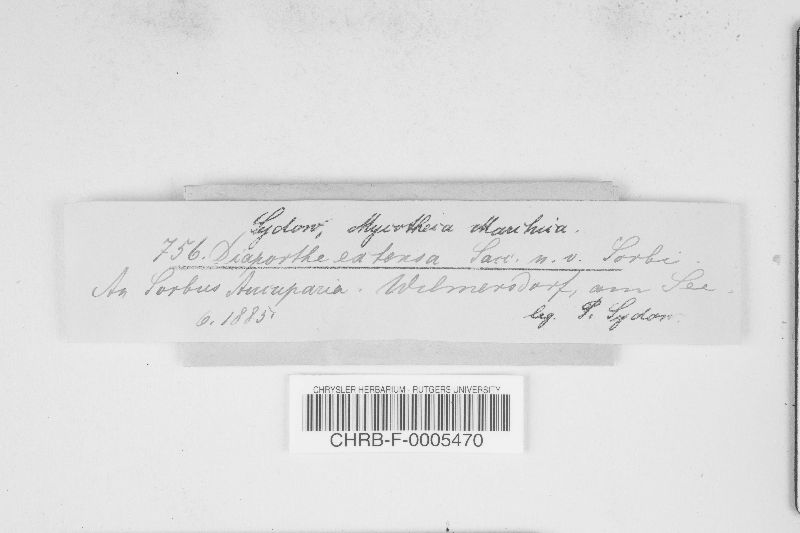 Sydow, Mycotheca Marchica.
756. Diaporthe extensa Sacc. n. v. Sorbi.
An Sorbus Aucuparia. Wilmersdorf, am See.
6. 1885. leg. P. Sydow.
CHRYSLER HERBARIUM - RUTGERS UNIVERSITY
CHRB-F-0005470